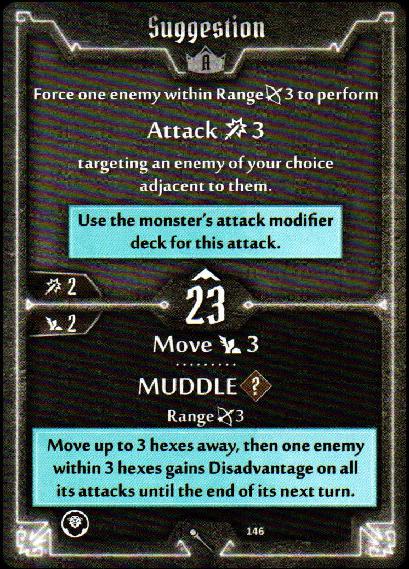 Suggestion
A
Force one enemy within Range 3 to perform
Attack 3
targeting an enemy of your choice
adjacent to them.
Use the monster's attack modifier
deck for this attack.
2
23
2
Move 3
MUDDLE ?
Range 3
Move up to 3 hexes away, then one enemy
within 3 hexes gains Disadvantage on all
its attacks until the end of its next turn.
146